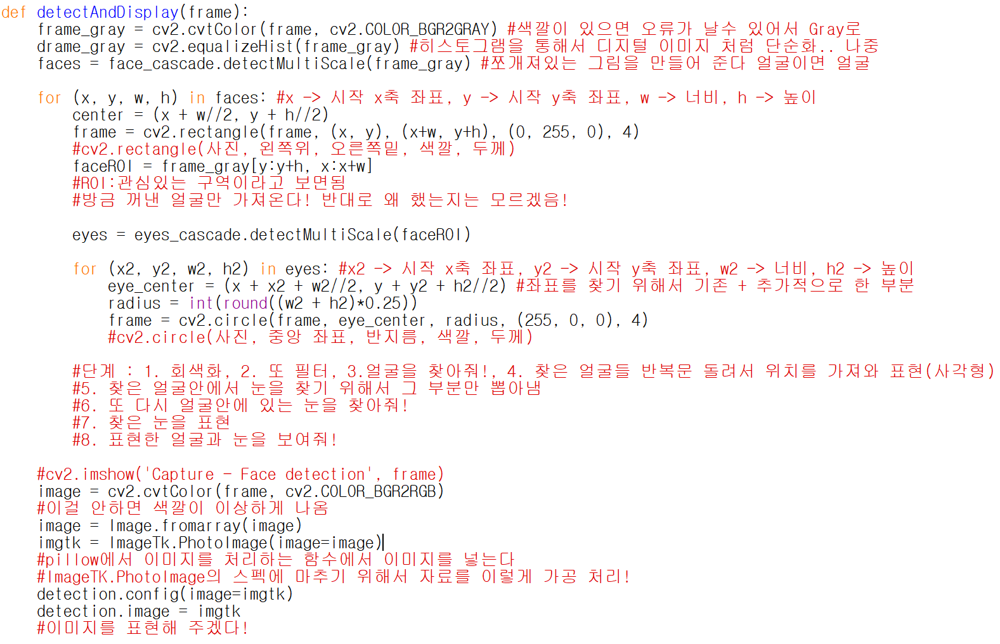 def detectAndDisplay(frame):
    frame_gray = cv2.cvtColor(frame, cv2.COLOR_BGR2GRAY) #색깔이 있으면 오류가 날수 있어서 Gray로
    drame_gray = cv2.equalizeHist(frame_gray) #히스토그램을 통해서 디지털 이미지 처럼 단순화.. 나중
    faces = face_cascade.detectMultiScale(frame_gray) #쪼개져있는 그림을 만들어 준다 얼굴이면 얼굴
    for (x, y, w, h) in faces: #x -> 시작 x축 좌표, y -> 시작 y축 좌표, w -> 너비, h -> 높이
        center = (x + w//2, y + h//2)
        frame = cv2.rectangle(frame, (x, y), (x+w, y+h), (0, 255, 0), 4)
        #cv2.rectangle(사진, 왼쪽위, 오른쪽밑, 색깔, 두께)
        faceROI = frame_gray[y:y+h, x:x+w]
        #ROI:관심있는 구역이라고 보면됨
        #방금 꺼낸 얼굴만 가져온다! 반대로 왜 했는지는 모르겠음!
        eyes = eyes_cascade.detectMultiScale(faceROI)
        for (x2, y2, w2, h2) in eyes: #x2 -> 시작 x축 좌표, y2 -> 시작 y축 좌표, w2 -> 너비, h2 -> 높이
            eye_center = (x + x2 + w2//2, y + y2 + h2//2) #좌표를 찾기 위해서 기존 + 추가적으로 한 부분
            radius = int(round((w2 + h2)*0.25))
            frame = cv2.circle(frame, eye_center, radius, (255, 0, 0), 4)
            #cv2.circle(사진, 중앙 좌표, 반지름, 색깔, 두께)
        #단계 : 1. 회색화, 2. 또 필터, 3.얼굴을 찾아줘!, 4. 찾은 얼굴들 반복문 돌려서 위치를 가져와 표현(사각형)
        #5. 찾은 얼굴안에서 눈을 찾기 위해서 그 부분만 뽑아냄
        #6. 또 다시 얼굴안에 있는 눈을 찾아줘!
        #7. 찾은 눈을 표현
        #8. 표현한 얼굴과 눈을 보여줘!
    #cv2.imshow('Capture - Face detection', frame)
    image = cv2.cvtColor(frame, cv2.COLOR_BGR2RGB)
    #이걸 안하면 색깔이 이상하게 나옴
    image = Image.fromarray(image)
    imgtk = ImageTk.PhotoImage(image=image)
    #pillow에서 이미지를 처리하는 함수에서 이미지를 넣는다
    #ImageTK.PhotoImage의 스펙에 마추기 위해서 자료를 이렇게 가공 처리!
    detection.config(image=imgtk)
    detection.image = imgtk
    #이미지를 표현해 주겠다!